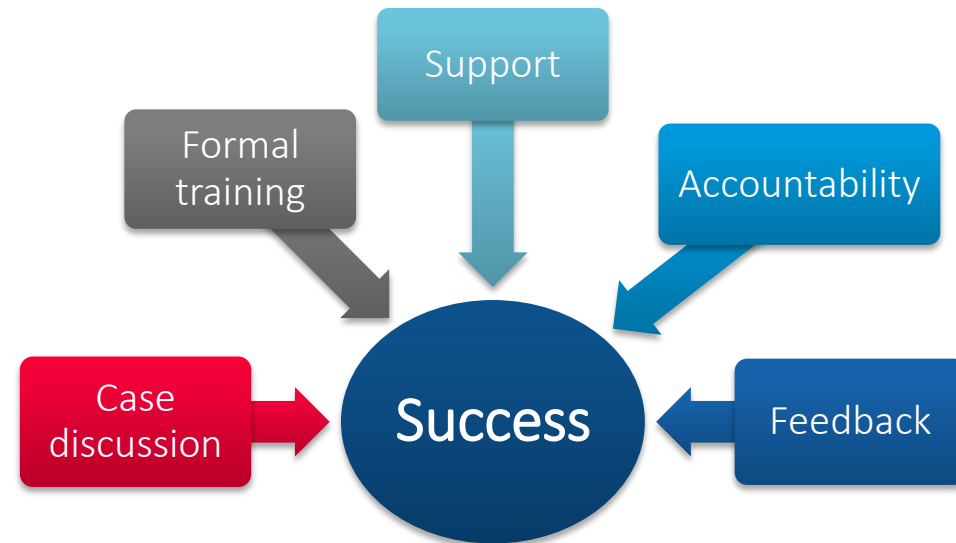 Support
Formal
training
Accountability
Case
discussion
Success
Feedback